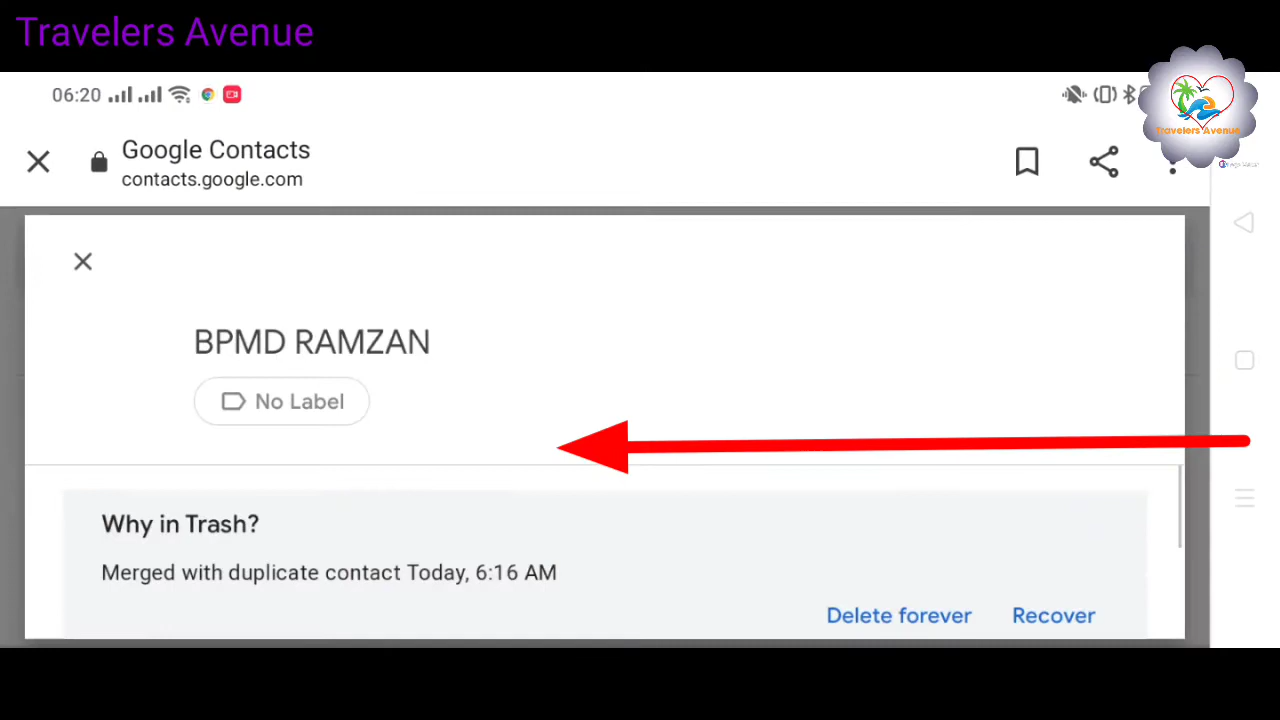 Travelers Avenue
06:20
Travelers Avenue
Google Contacts
contacts.google.com
BPMD RAMZAN
No Label
Why in Trash?
Merged with duplicate contact Today, 6:16 AM
Delete forever
Recover